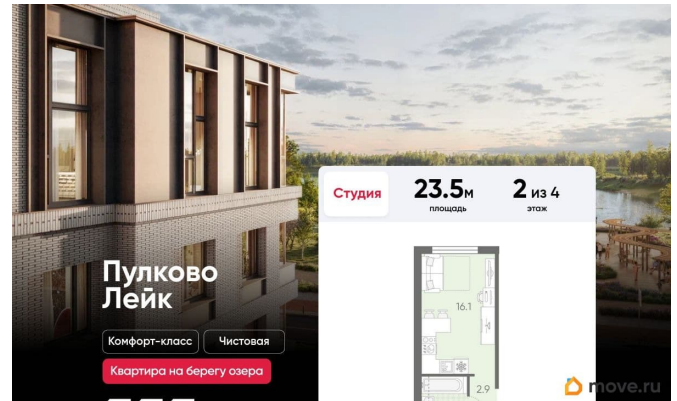 Студия
23.5м
площадь
2 из 4
этаж
Пулково
Лейк
Комфорт-класс
Чистовая
Квартира на берегу озера
16.1
2.9
move.ru